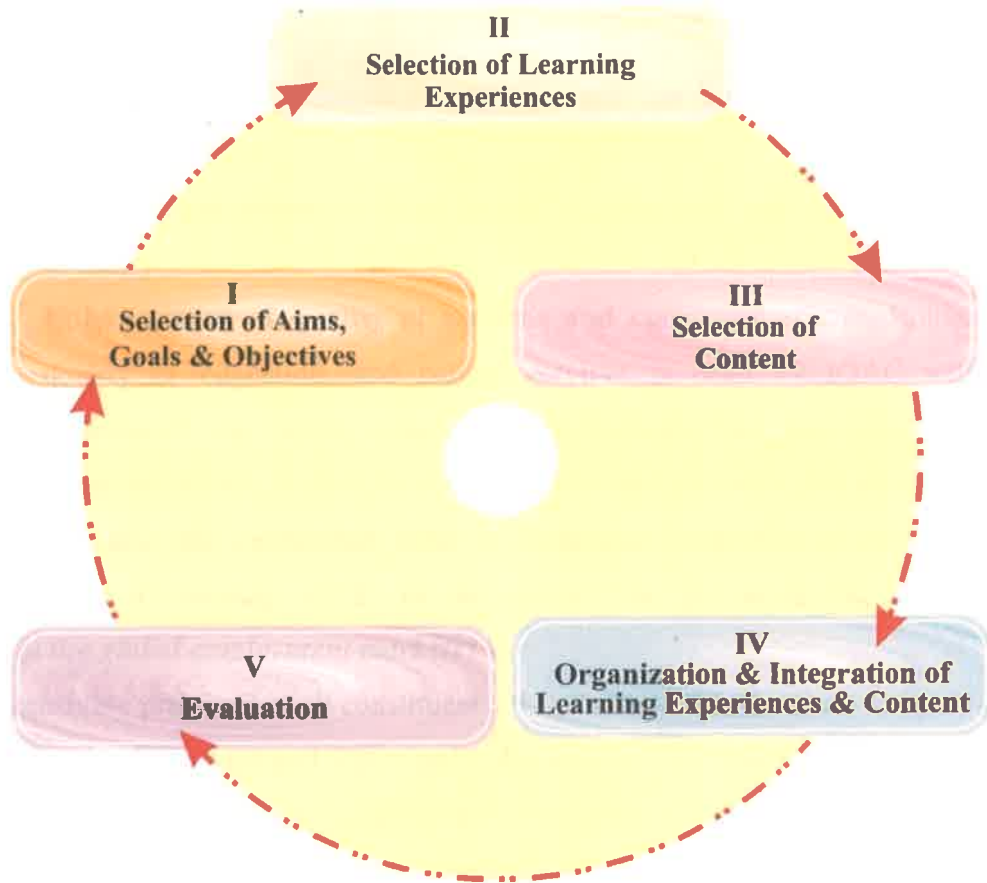 II
Selection of Learning
Experiences
I
Selection of Aims,
Goals & Objectives
III
Selection of
Content
V
Evaluation
IV
Organization & Integration of
Learning Experiences & Content